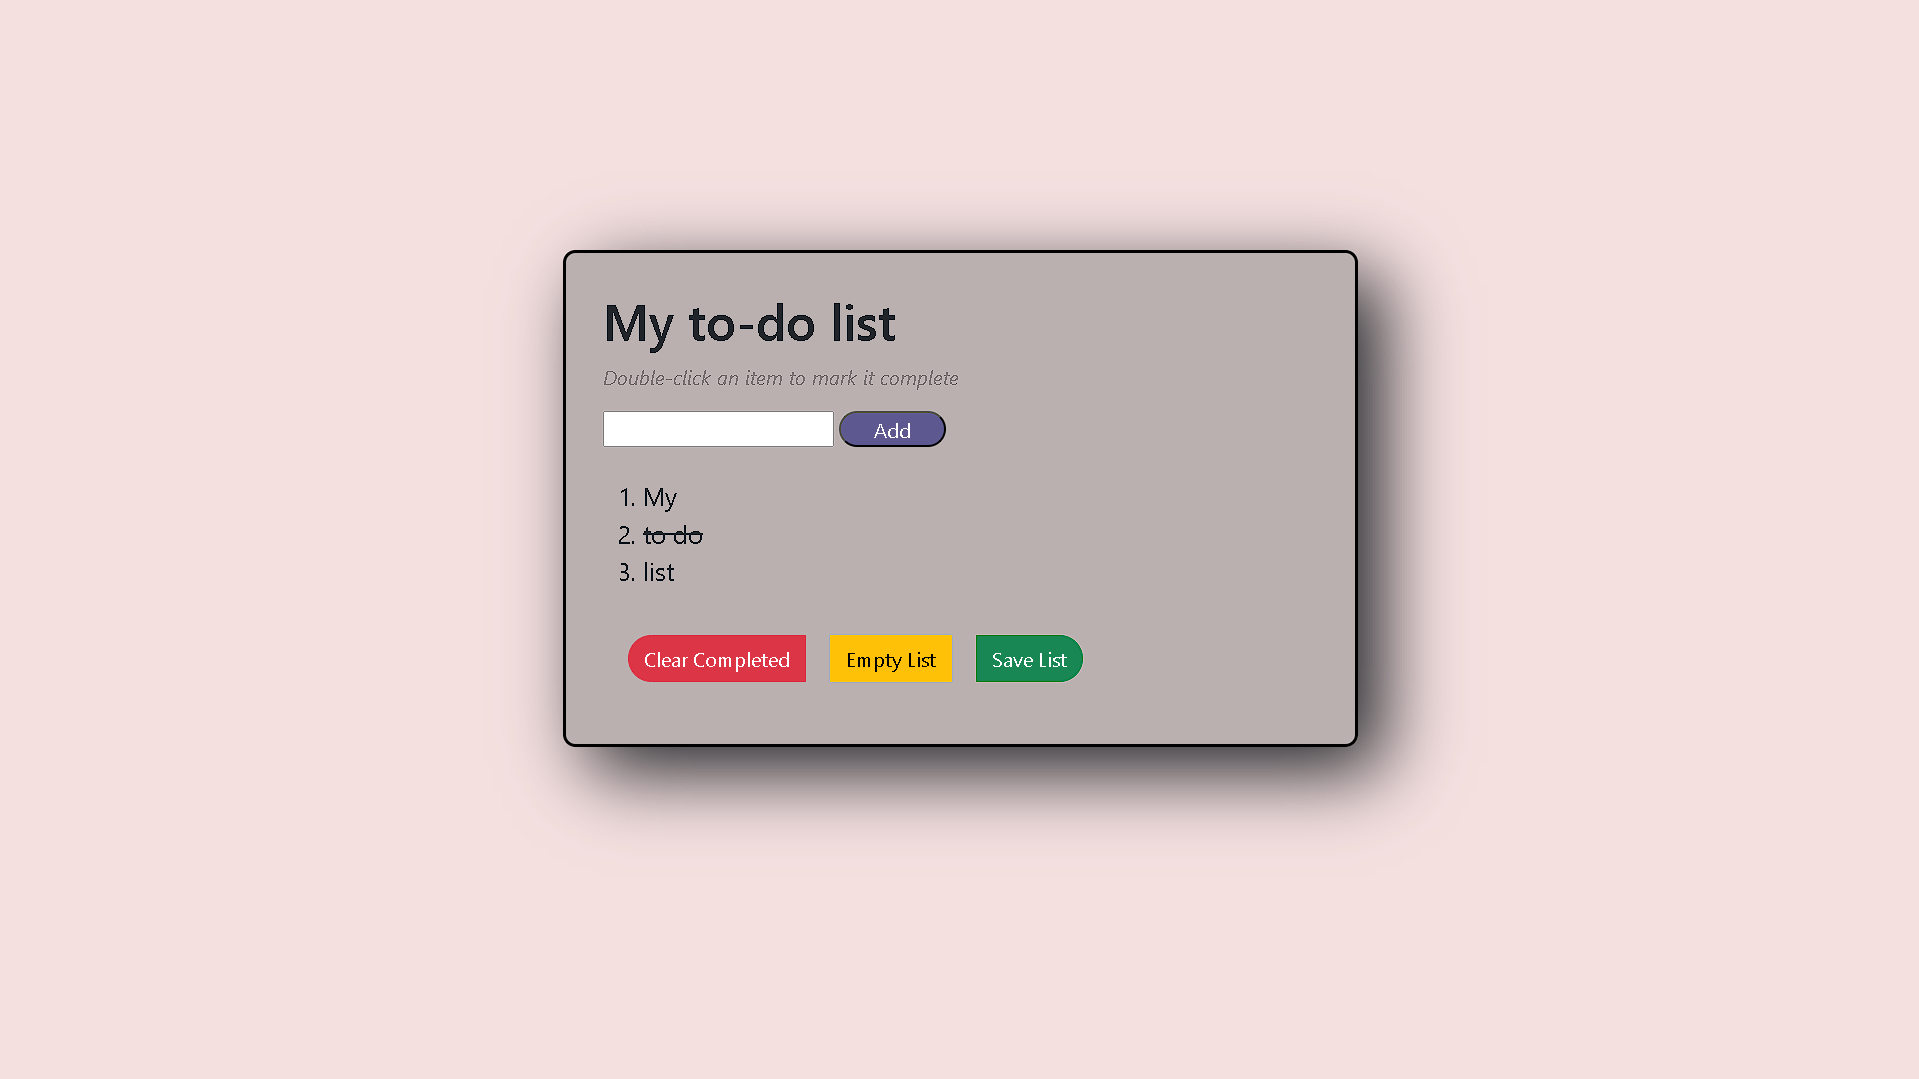 My to-do list
Double-click an item to mark it complete
Add
1. My
2. to do
3. list
Clear Completed Empty List Save List